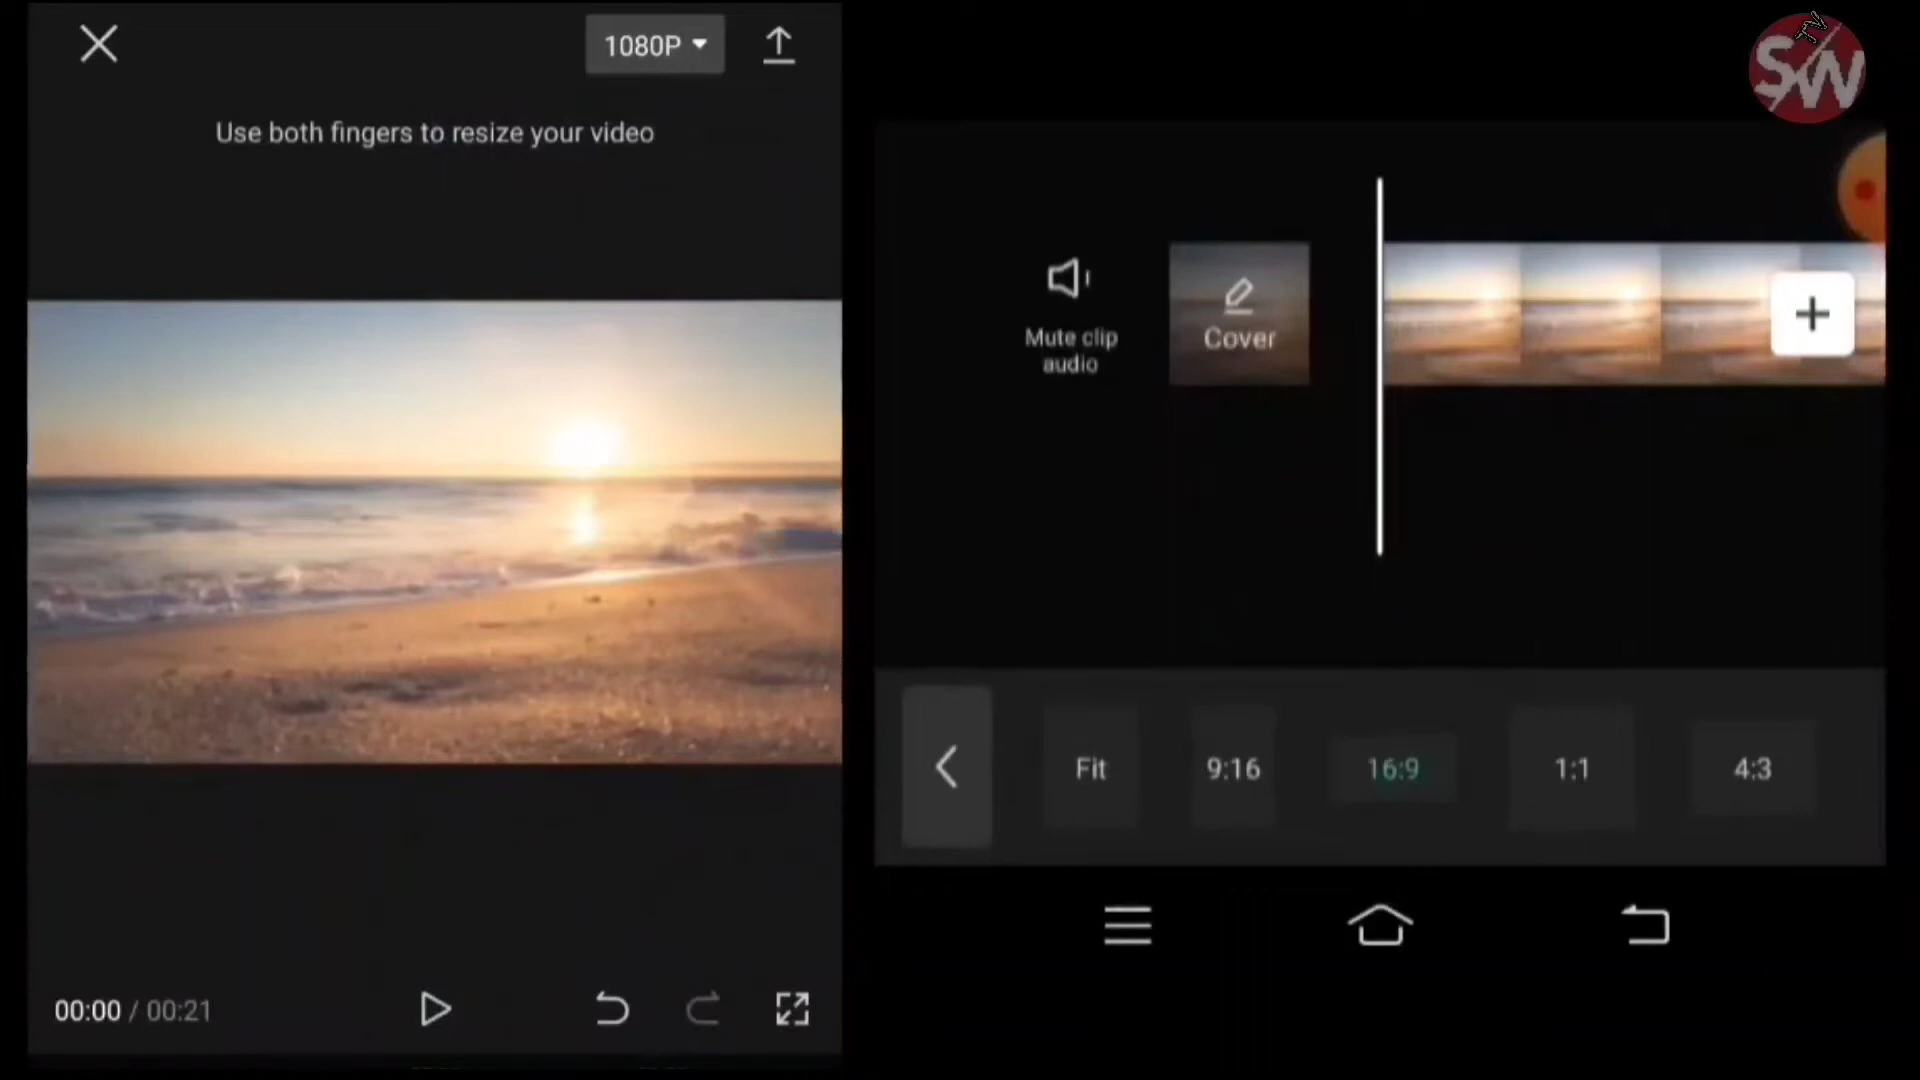 1080P
Use both fingers to resize your video
00:00 / 00:21
SW
TV
Mute clip
audio
Cover
Fit
9:16
16:9
1:1
4:3